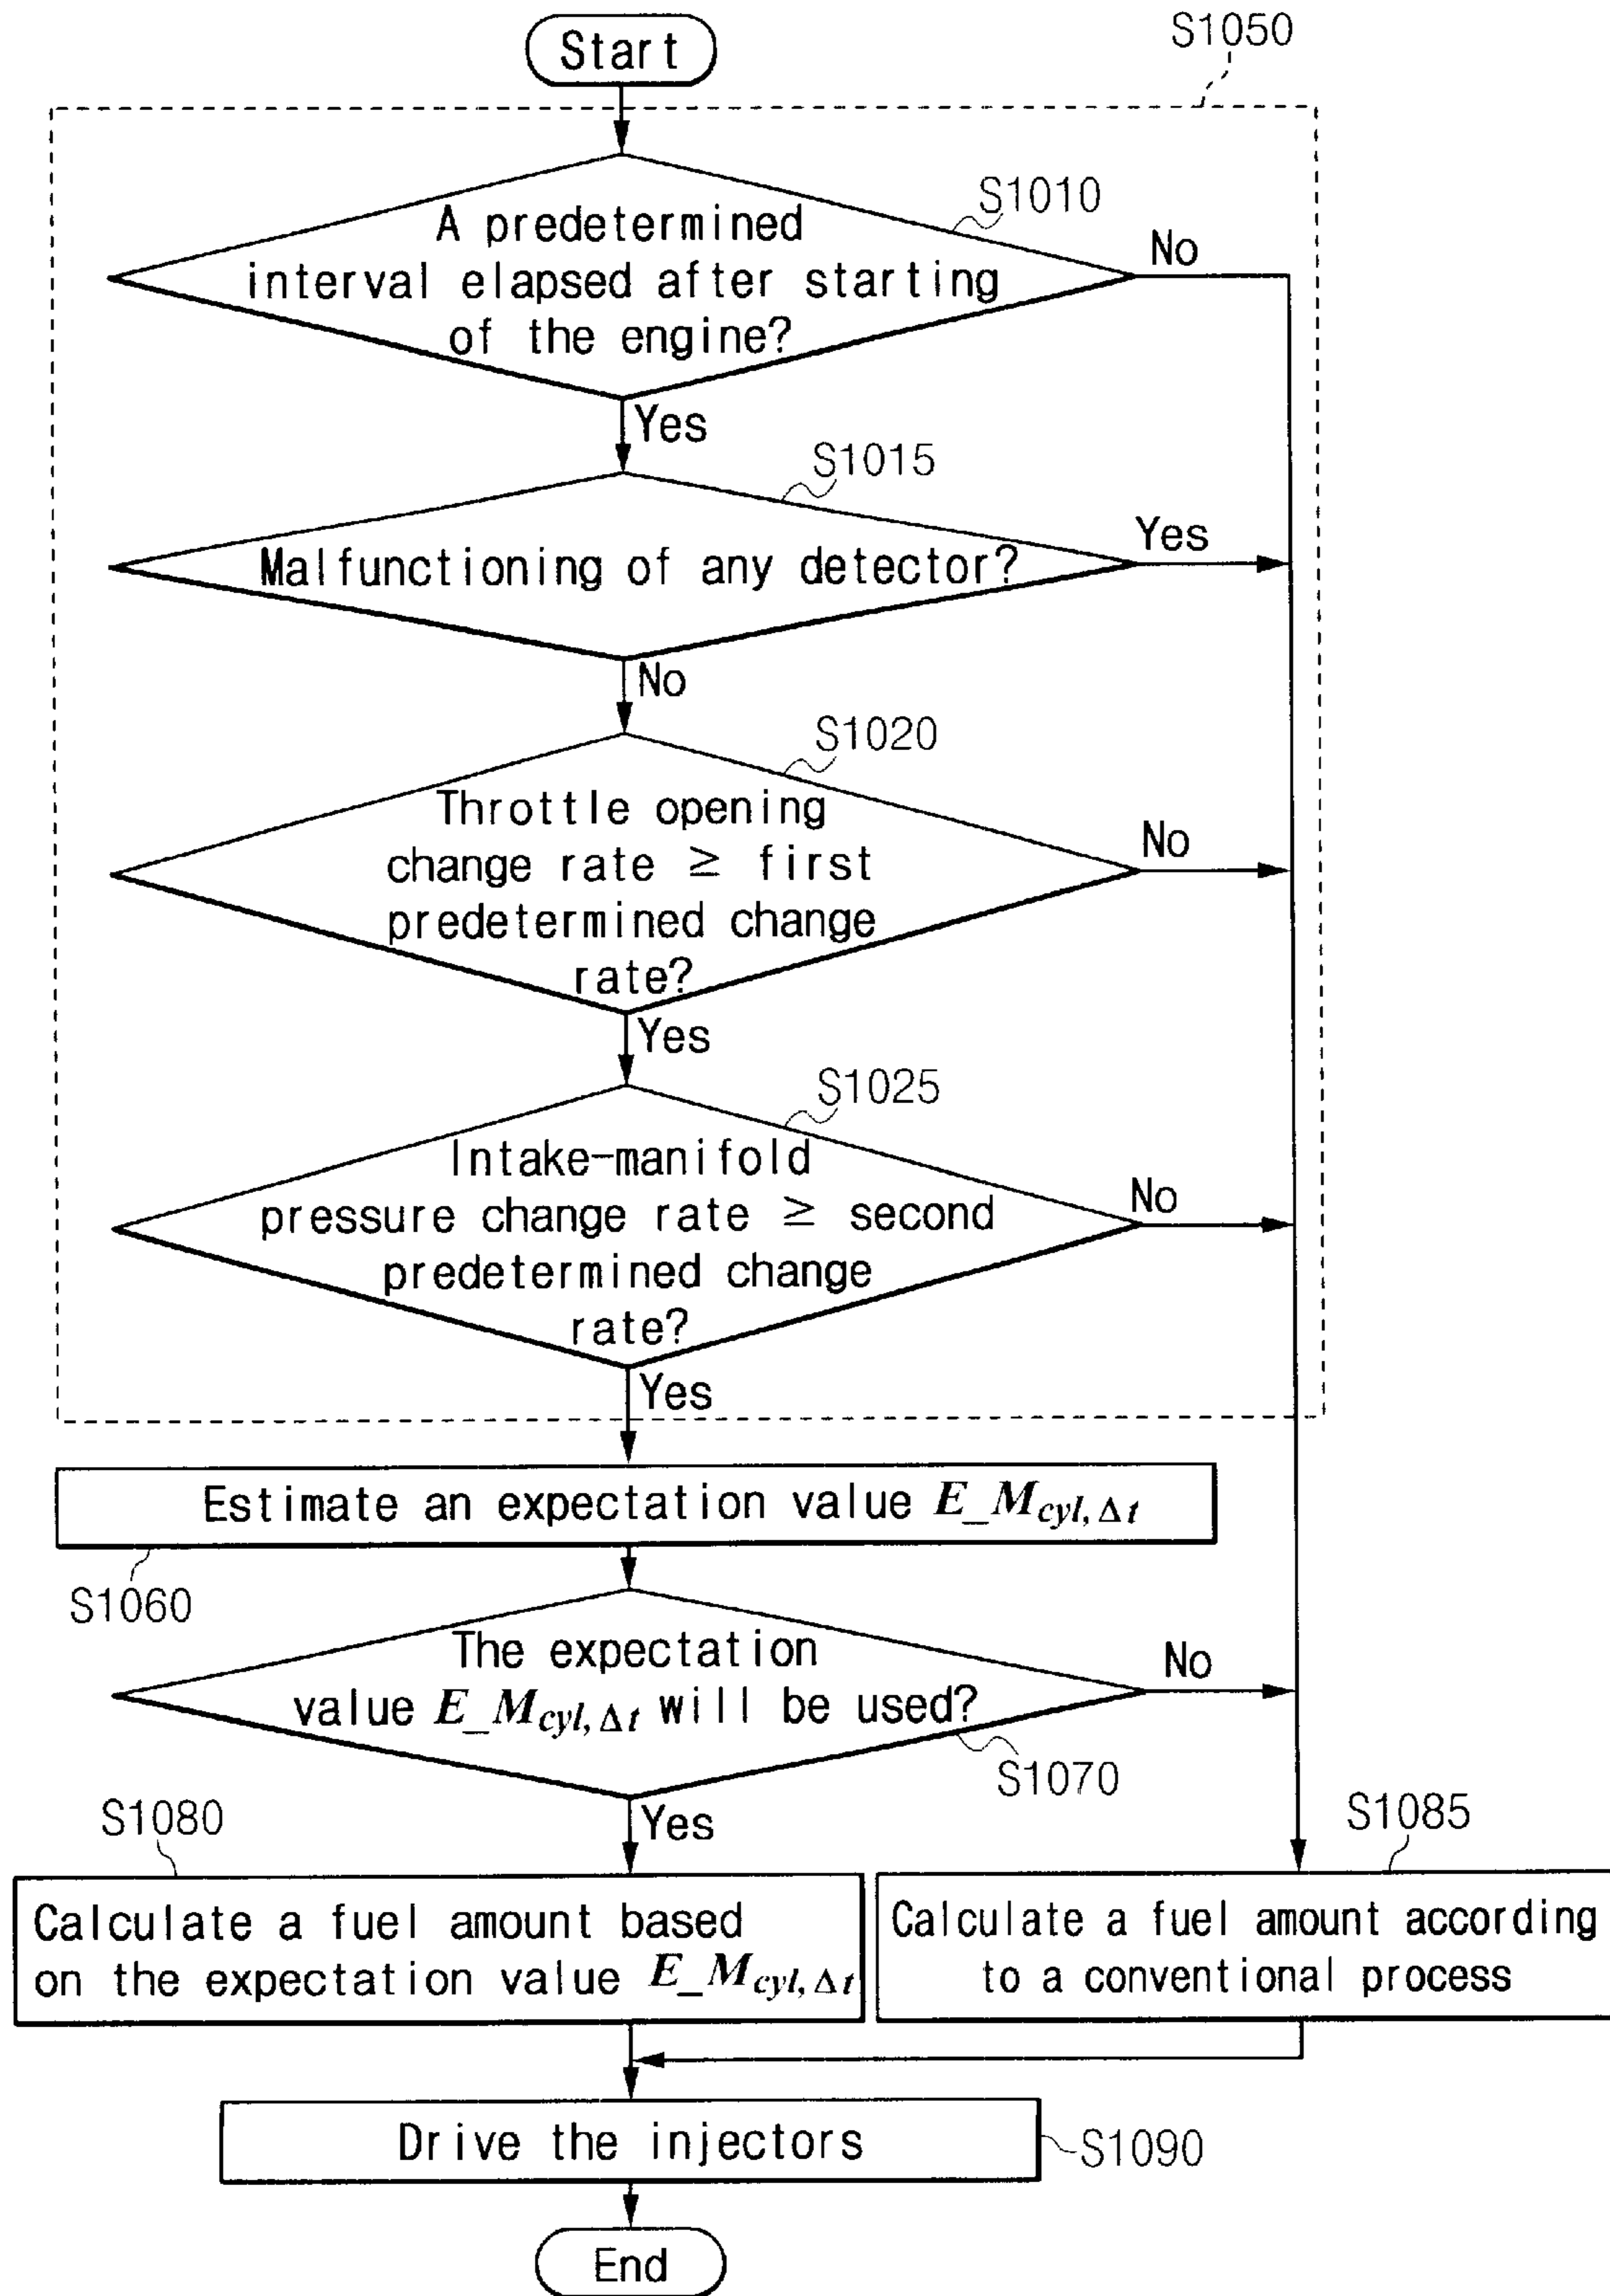 Start
S1050
S1010
A predetermined
interval elapsed after starting
of the engine?
No
Yes
S1015
Malfunctioning of any detector?
Yes
No
S1020
Throttle opening
change rate ≥ first
predetermined change
rate?
No
Yes
S1025
Intake-manifold
pressure change rate ≥ second
predetermined change
rate?
No
Yes
Estimate an expectation value E_Mcyl, Δt
S1060
The expectation
value E_Mcyl, Δt will be used?
No
S1070
Yes
S1080
S1085
Calculate a fuel amount based
on the expectation value E_Mcyl, Δt
Calculate a fuel amount according
to a conventional process
Drive the injectors
S1090
End